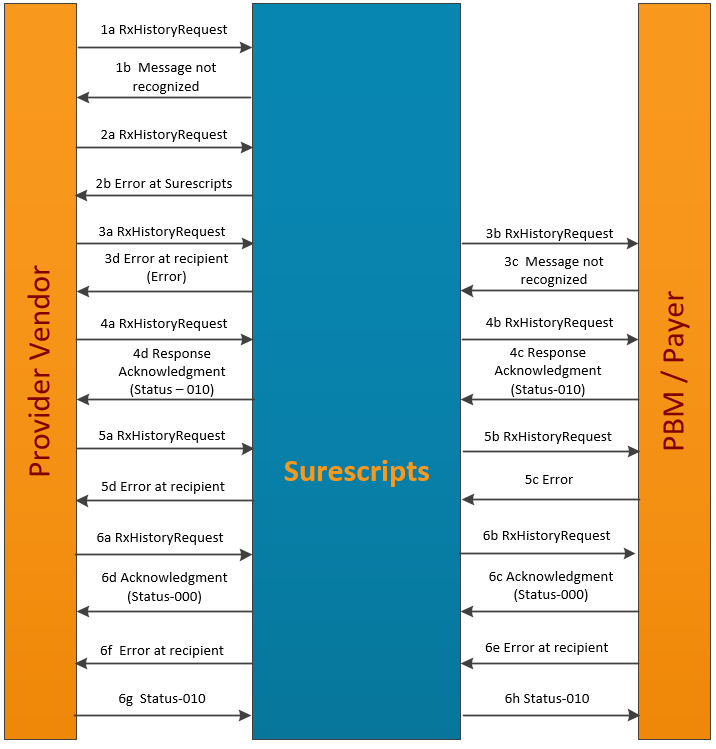 1a RxHistoryRequest
1b  Message not
recognized
2a RxHistoryRequest
2b Error at Surescripts
3a RxHistoryRequest
3b RxHistoryRequest
3d Error at recipient
(Error)
3c  Message not
recognized
4a RxHistoryRequest
4b RxHistoryRequest
4d Response
Acknowledgment
(Status – 010)
4c Response
Acknowledgment
(Status-010)
5a RxHistoryRequest
5b RxHistoryRequest
5d Error at recipient
5c Error
6a RxHistoryRequest
6b RxHistoryRequest
6d Acknowledgment
(Status-000)
6c Acknowledgment
(Status-000)
6f  Error at recipient
6e Error at recipient
6g  Status-010
6h Status-010
Provider Vendor
Surescripts
PBM / Payer